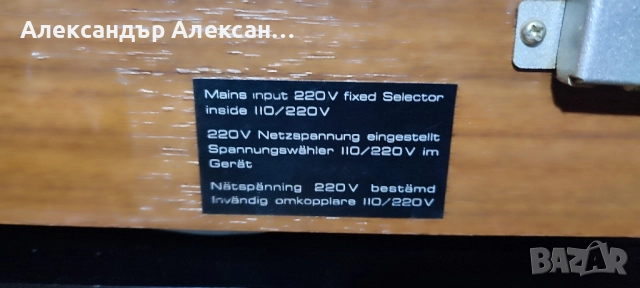 Александър Алексан...
Mains input 220V fixed Selector
inside 110/220V
220V Netzspannung eingestellt
Spannungswähler 110/220V im
Gerät
Nätspänning 220V bestämd
Invändig omkopplare 110/220V
BAZAR